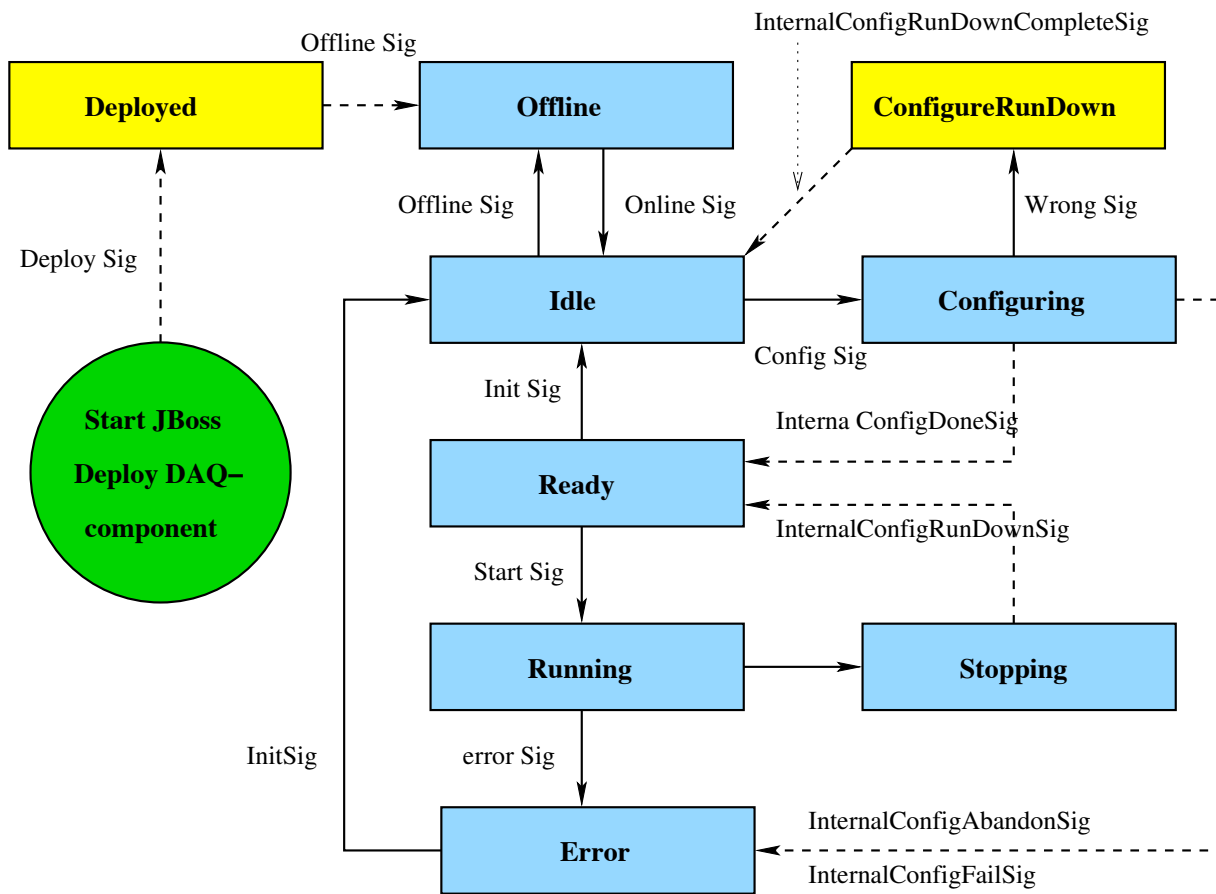 InternalConfigRunDownCompleteSig
Offline Sig
Deployed
Offline
ConfigureRunDown
Offline Sig
Online Sig
Wrong Sig
Deploy Sig
Idle
Configuring
Config Sig
Init Sig
Start JBoss
Deploy DAQ–
component
Interna ConfigDoneSig
Ready
InternalConfigRunDownSig
Start Sig
Running
Stopping
InitSig
error Sig
InternalConfigAbandonSig
Error
InternalConfigFailSig